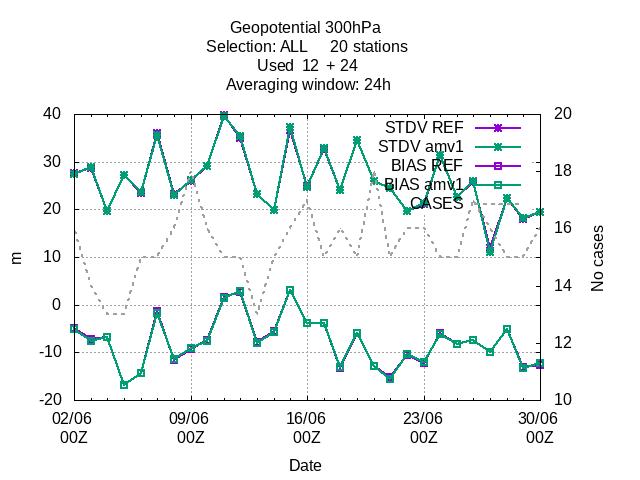 Geopotential 300hPa
Selection: ALL 20 stations
Used 12 + 24
Averaging window: 24h
40
30
20
10
0
-10
-20
m
20
18
16
14
12
10
No cases
STDV REF
STDV amv1
BIAS REF
BIAS amv1
CASES
02/06 09/06 16/06 23/06 30/06
00Z 00Z 00Z 00Z 00Z
Date